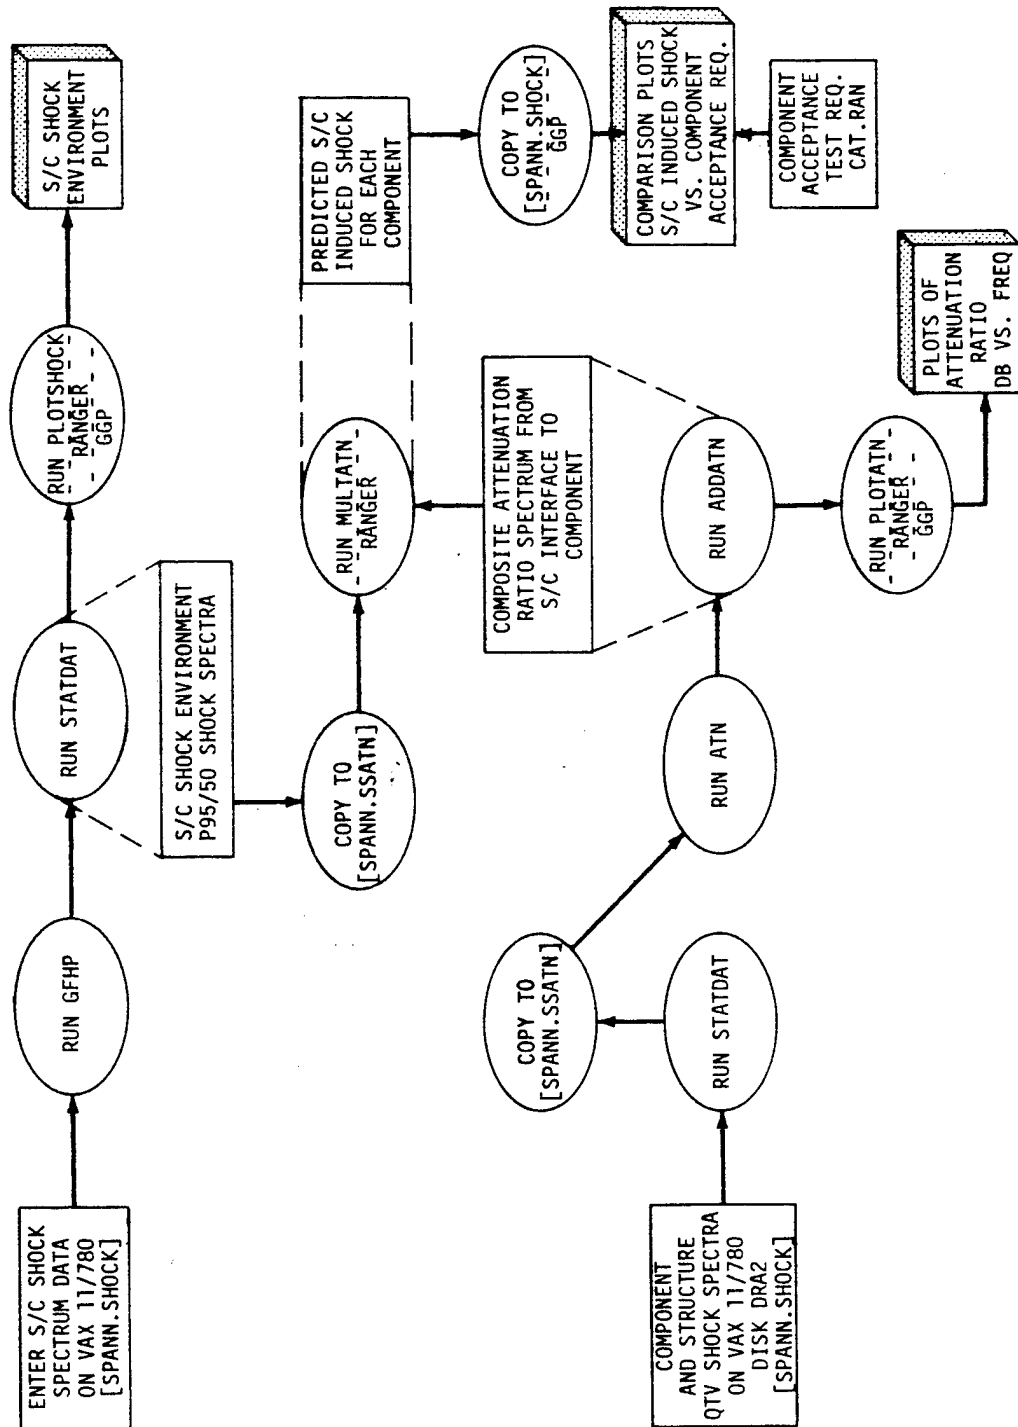 ENTER S/C SHOCK
SPECTRUM DATA
ON VAX 11/780
[SPANN.SHOCK]
RUN GFHP
RUN STATDAT
RUN PLOTSHOCK
RANGER
GGP
S/C SHOCK
ENVIRONMENT
PLOTS
S/C SHOCK ENVIRONMENT
P95/50 SHOCK SPECTRA
COPY TO
[SPANN.SSATN]
RUN MULTATN
RANGER
PREDICTED S/C
INDUCED SHOCK
FOR EACH
COMPONENT
COPY TO
[SPANN.SHOCK]
GGP
COMPARISON PLOTS
S/C INDUCED SHOCK
VS. COMPONENT
ACCEPTANCE REQ.
COMPONENT
ACCEPTANCE
TEST REQ.
CAT.RAN
COMPOSITE ATTENUATION
RATIO SPECTRUM FROM
S/C INTERFACE TO
COMPONENT
COMPONENT
AND STRUCTURE
QTV SHOCK SPECTRA
ON VAX 11/780
DISK DRA2
[SPANN.SHOCK]
RUN STATDAT
COPY TO
[SPANN.SSATN]
RUN ATN
RUN ADDATN
RUN PLOTATN
RANGER
GGP
PLOTS OF
ATTENUATION
RATIO
DB VS. FREQ